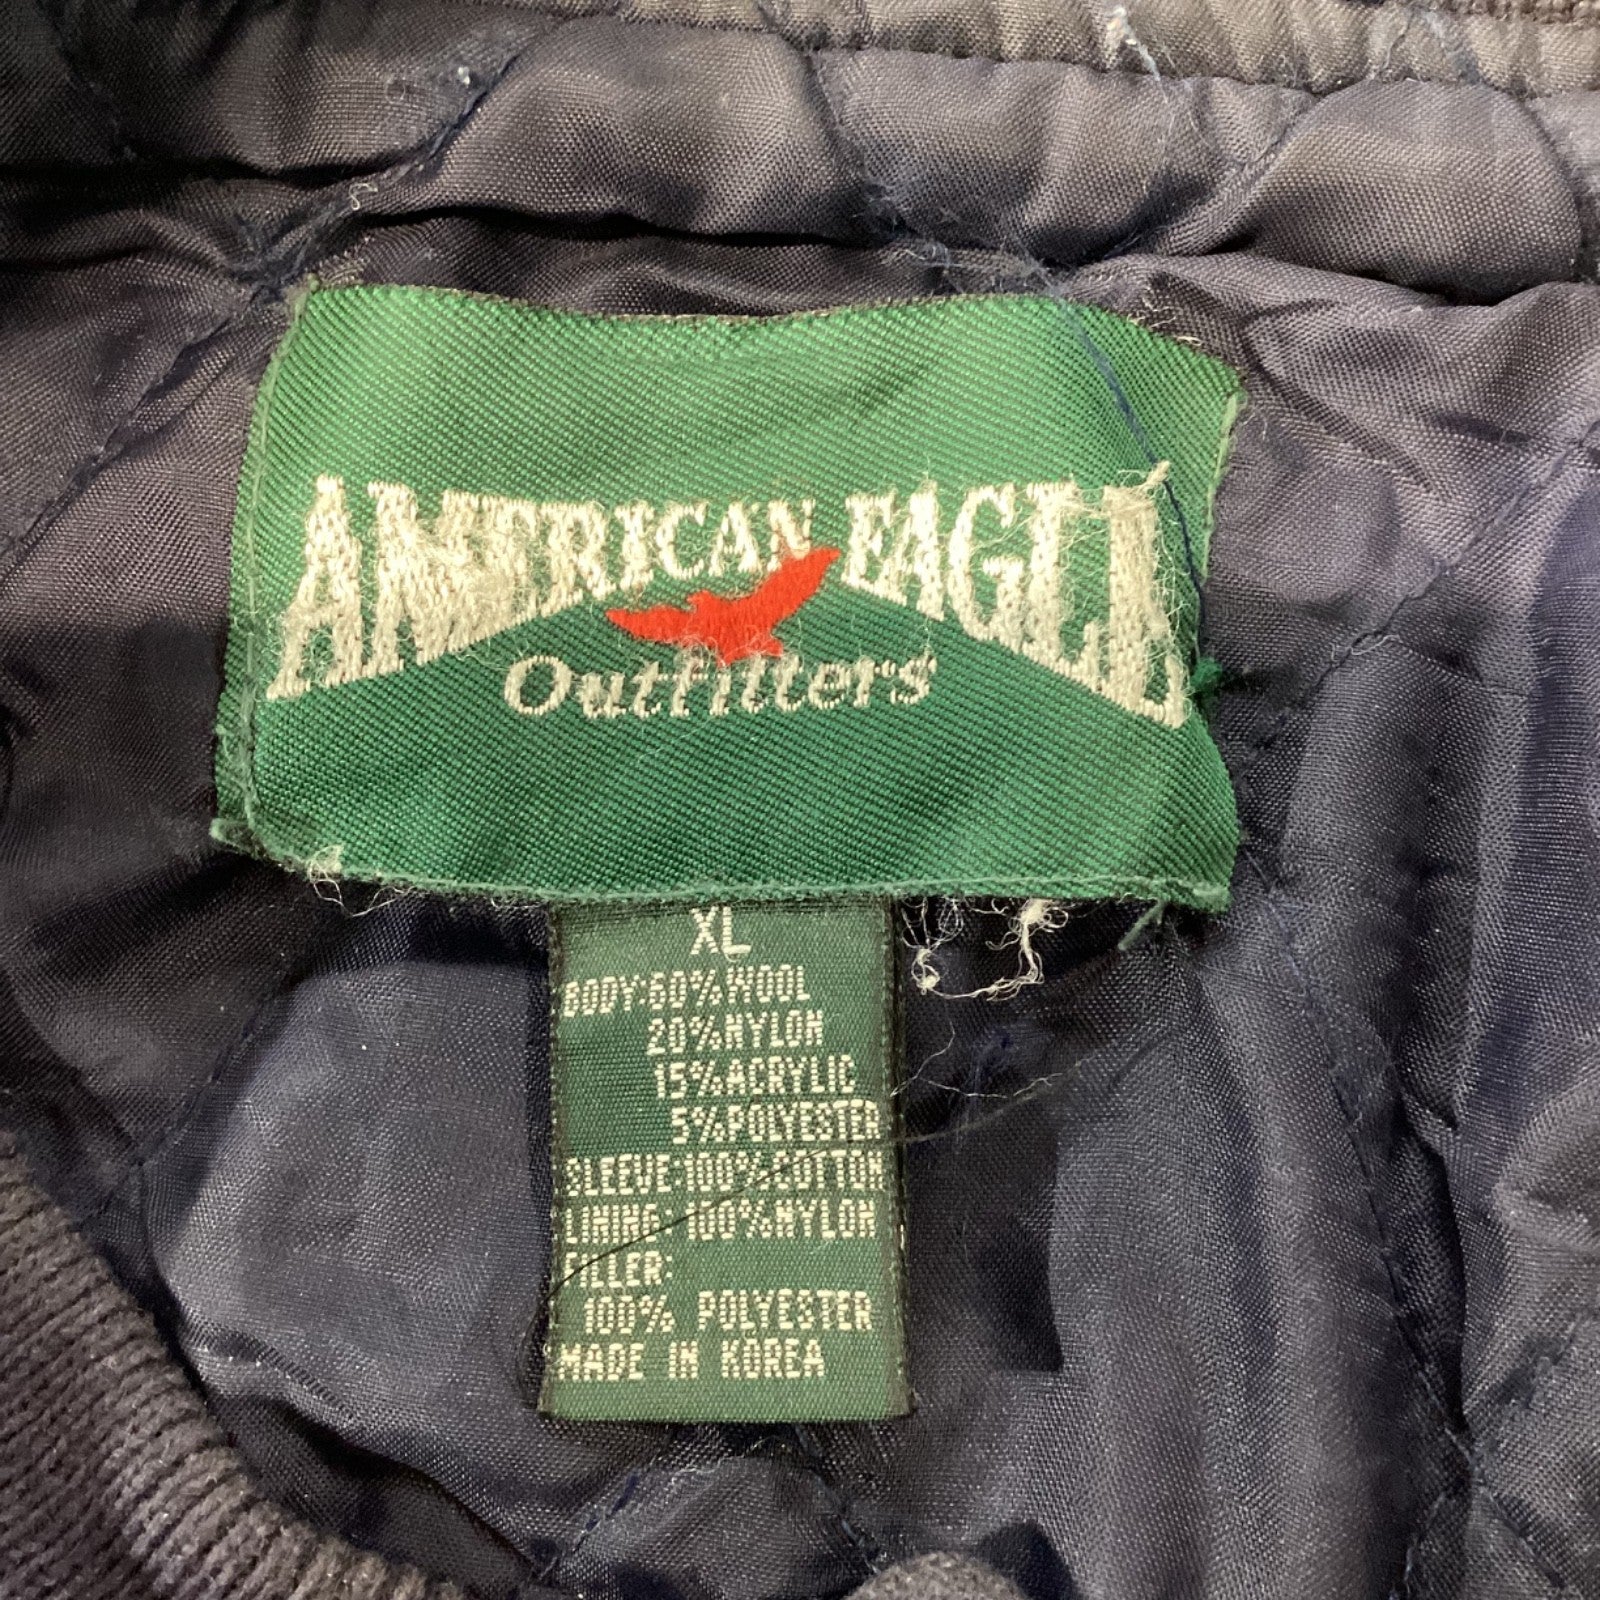 AMERICAN EAGLE
Outfitters
XL
BODY:60%WOOL
20%NYLON
15%ACRYLIC
5%POLYESTER
SLEEVE:100%COTTON
LINING: 100%NYLON
FILLER:
100% POLYESTER
MADE IN KOREA